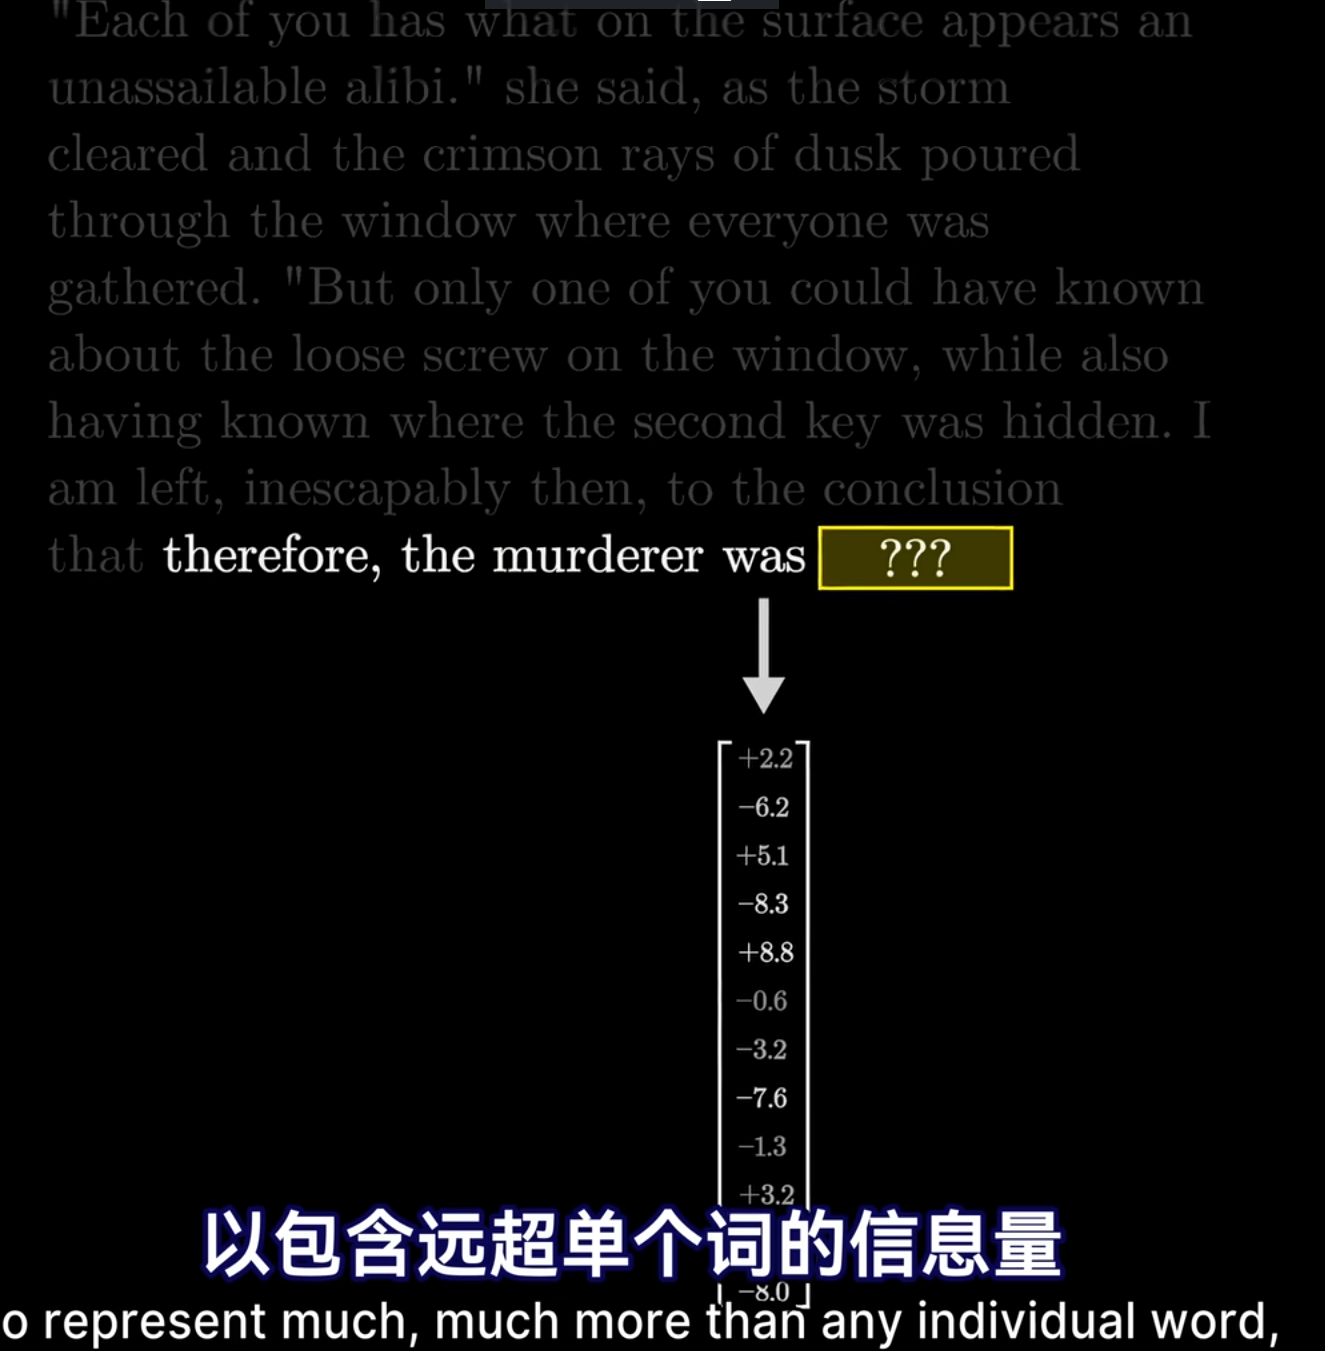 "Each of you has what on the surface appears an
unassailable alibi." she said, as the storm
cleared and the crimson rays of dusk poured
through the window where everyone was
gathered. "But only one of you could have known
about the loose screw on the window, while also
having known where the second key was hidden. I
am left, inescapably then, to the conclusion
that therefore, the murderer was ???
+2.2
−6.2
+5.1
−8.3
+8.8
−0.6
−3.2
−7.6
−1.3
+3.2
以包含远超单个词的信息量
−8.0
o represent much, much more than any individual word,